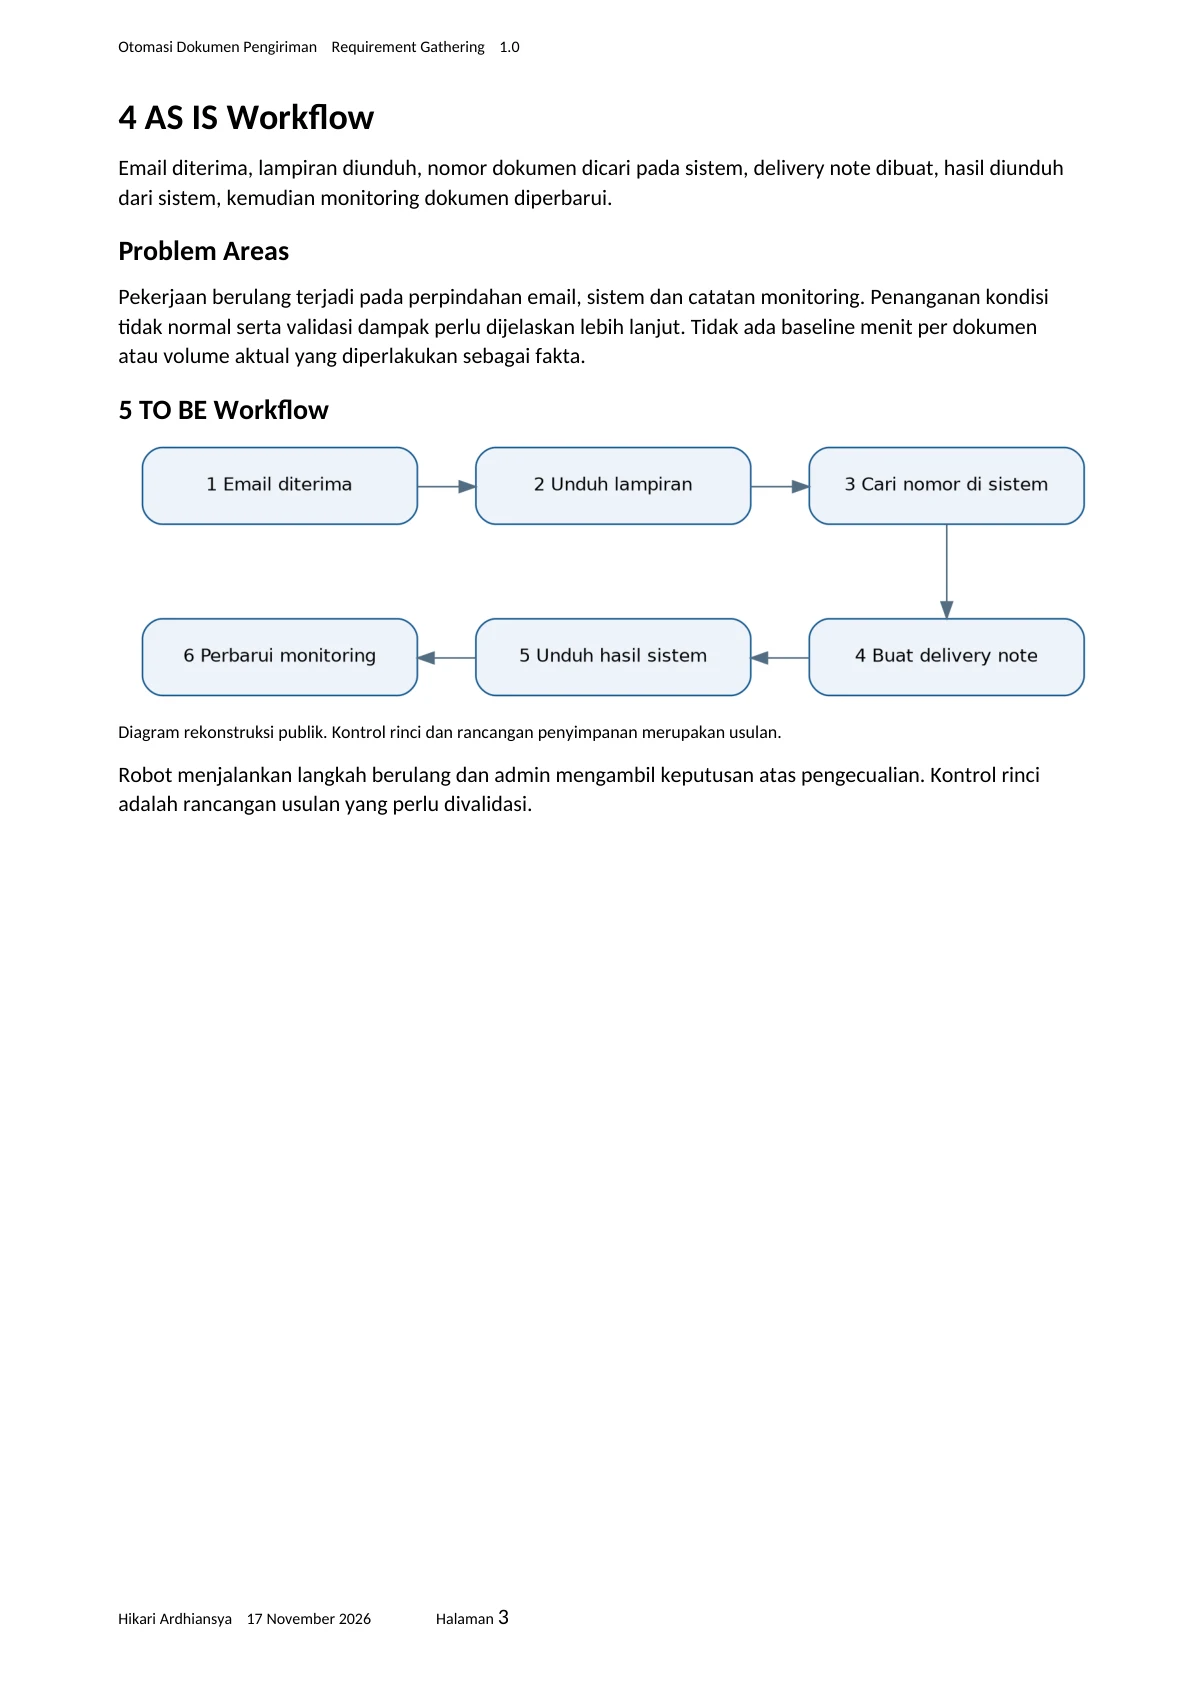 Otomasi Dokumen Pengiriman Requirement Gathering 1.0
4 AS IS Workflow
Email diterima, lampiran diunduh, nomor dokumen dicari pada sistem, delivery note dibuat, hasil diunduh
dari sistem, kemudian monitoring dokumen diperbarui.
Problem Areas
Pekerjaan berulang terjadi pada perpindahan email, sistem dan catatan monitoring. Penanganan kondisi
tidak normal serta validasi dampak perlu dijelaskan lebih lanjut. Tidak ada baseline menit per dokumen
atau volume aktual yang diperlakukan sebagai fakta.
5 TO BE Workflow
1 Email diterima
2 Unduh lampiran
3 Cari nomor di sistem
4 Buat delivery note
5 Unduh hasil sistem
6 Perbarui monitoring
Diagram rekonstruksi publik. Kontrol rinci dan rancangan penyimpanan merupakan usulan.
Robot menjalankan langkah berulang dan admin mengambil keputusan atas pengecualian. Kontrol rinci
adalah rancangan usulan yang perlu divalidasi.
Hikari Ardhiansya 17 November 2026 Halaman 3